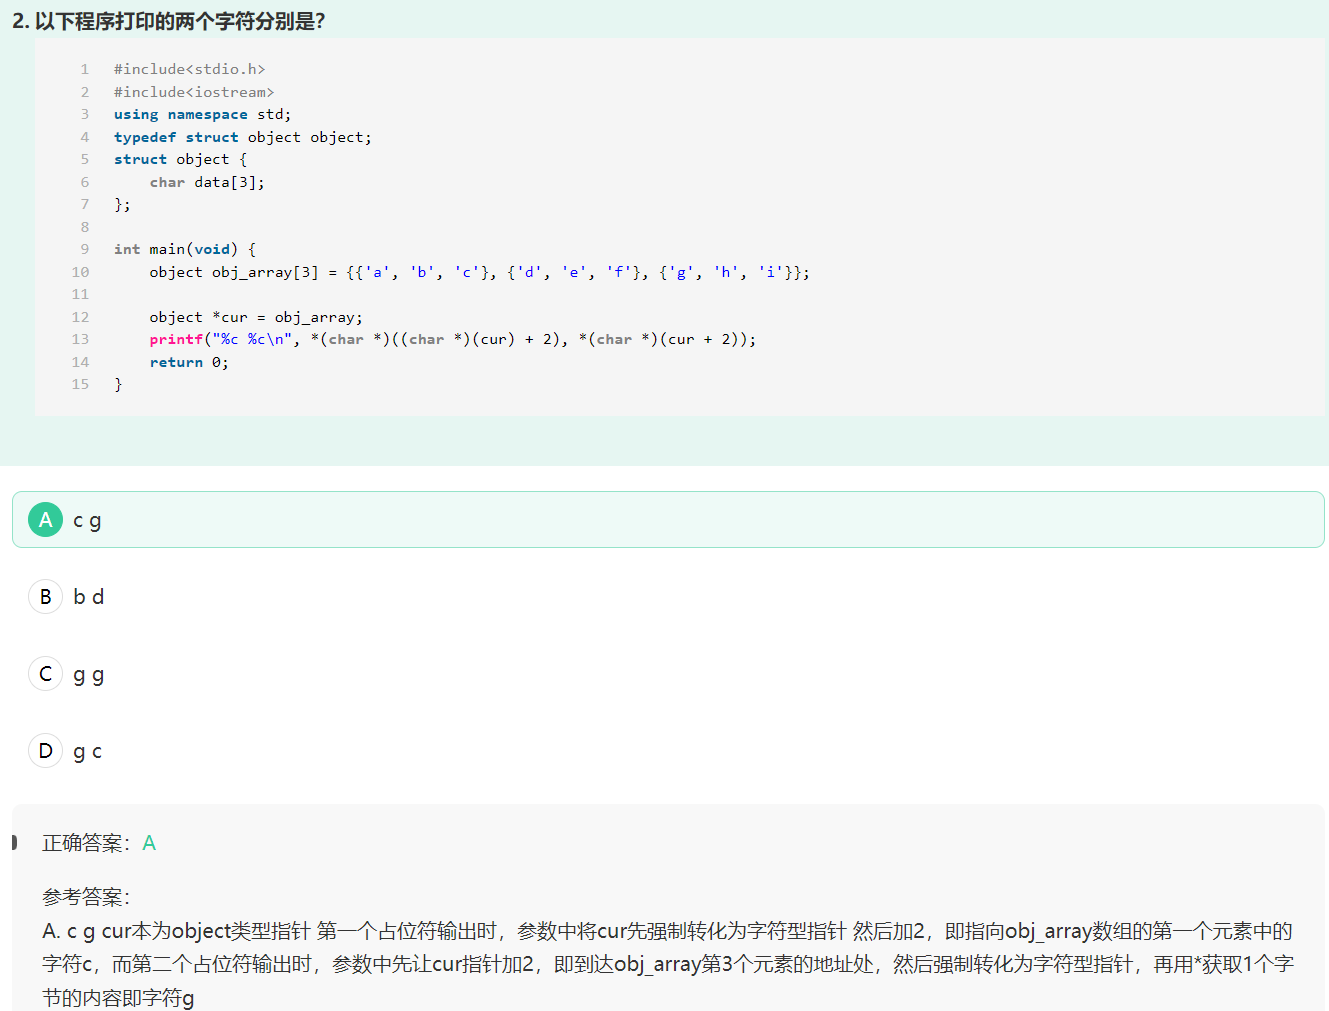 2. 以下程序打印的两个字符分别是?
1 #include<stdio.h>
2 #include<iostream>
3 using namespace std;
4 typedef struct object object;
5 struct object {
6     char data[3];
7 };
8
9 int main(void) {
10     object obj_array[3] = {{'a', 'b', 'c'}, {'d', 'e', 'f'}, {'g', 'h', 'i'}};
11
12     object *cur = obj_array;
13     printf("%c %c\n", *(char *)((char *)(cur) + 2), *(char *)(cur + 2));
14     return 0;
15 }
A c g
B b d
C g g
D g c
正确答案：A
参考答案：
A. c g cur本为object类型指针 第一个占位符输出时，参数中将cur先强制转化为字符型指针 然后加2，即指向obj_array数组的第一个元素中的
字符c，而第二个占位符输出时，参数中先让cur指针加2，即到达obj_array第3个元素的地址处，然后强制转化为字符型指针，再用*获取1个字
节的内容即字符g